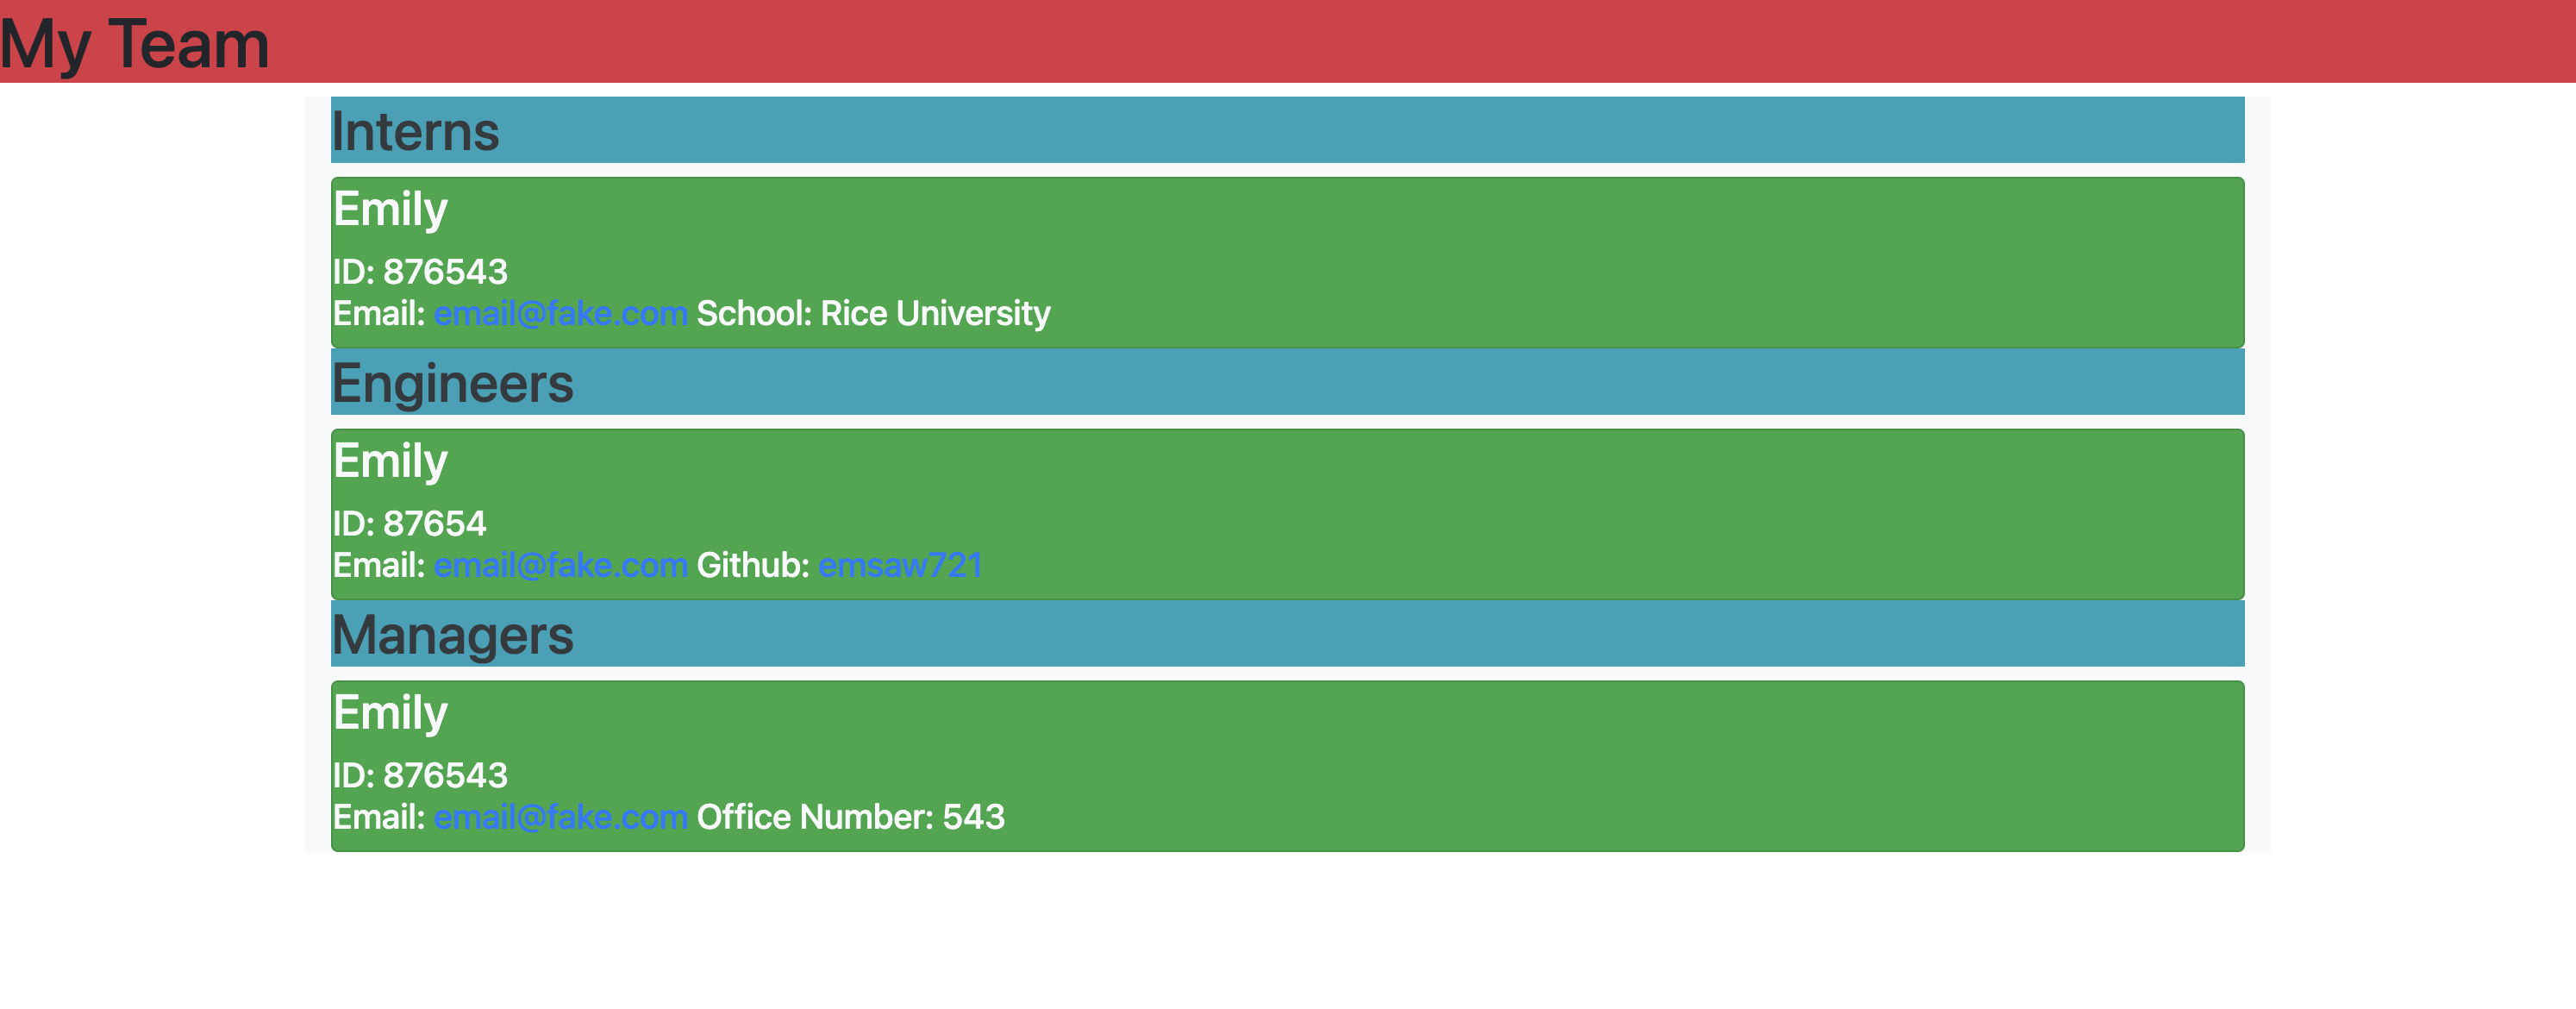 My Team
Interns
Emily
ID: 876543
Email: email@fake.com School: Rice University
Engineers
Emily
ID: 87654
Email: email@fake.com Github: emsaw721
Managers
Emily
ID: 876543
Email: email@fake.com Office Number: 543